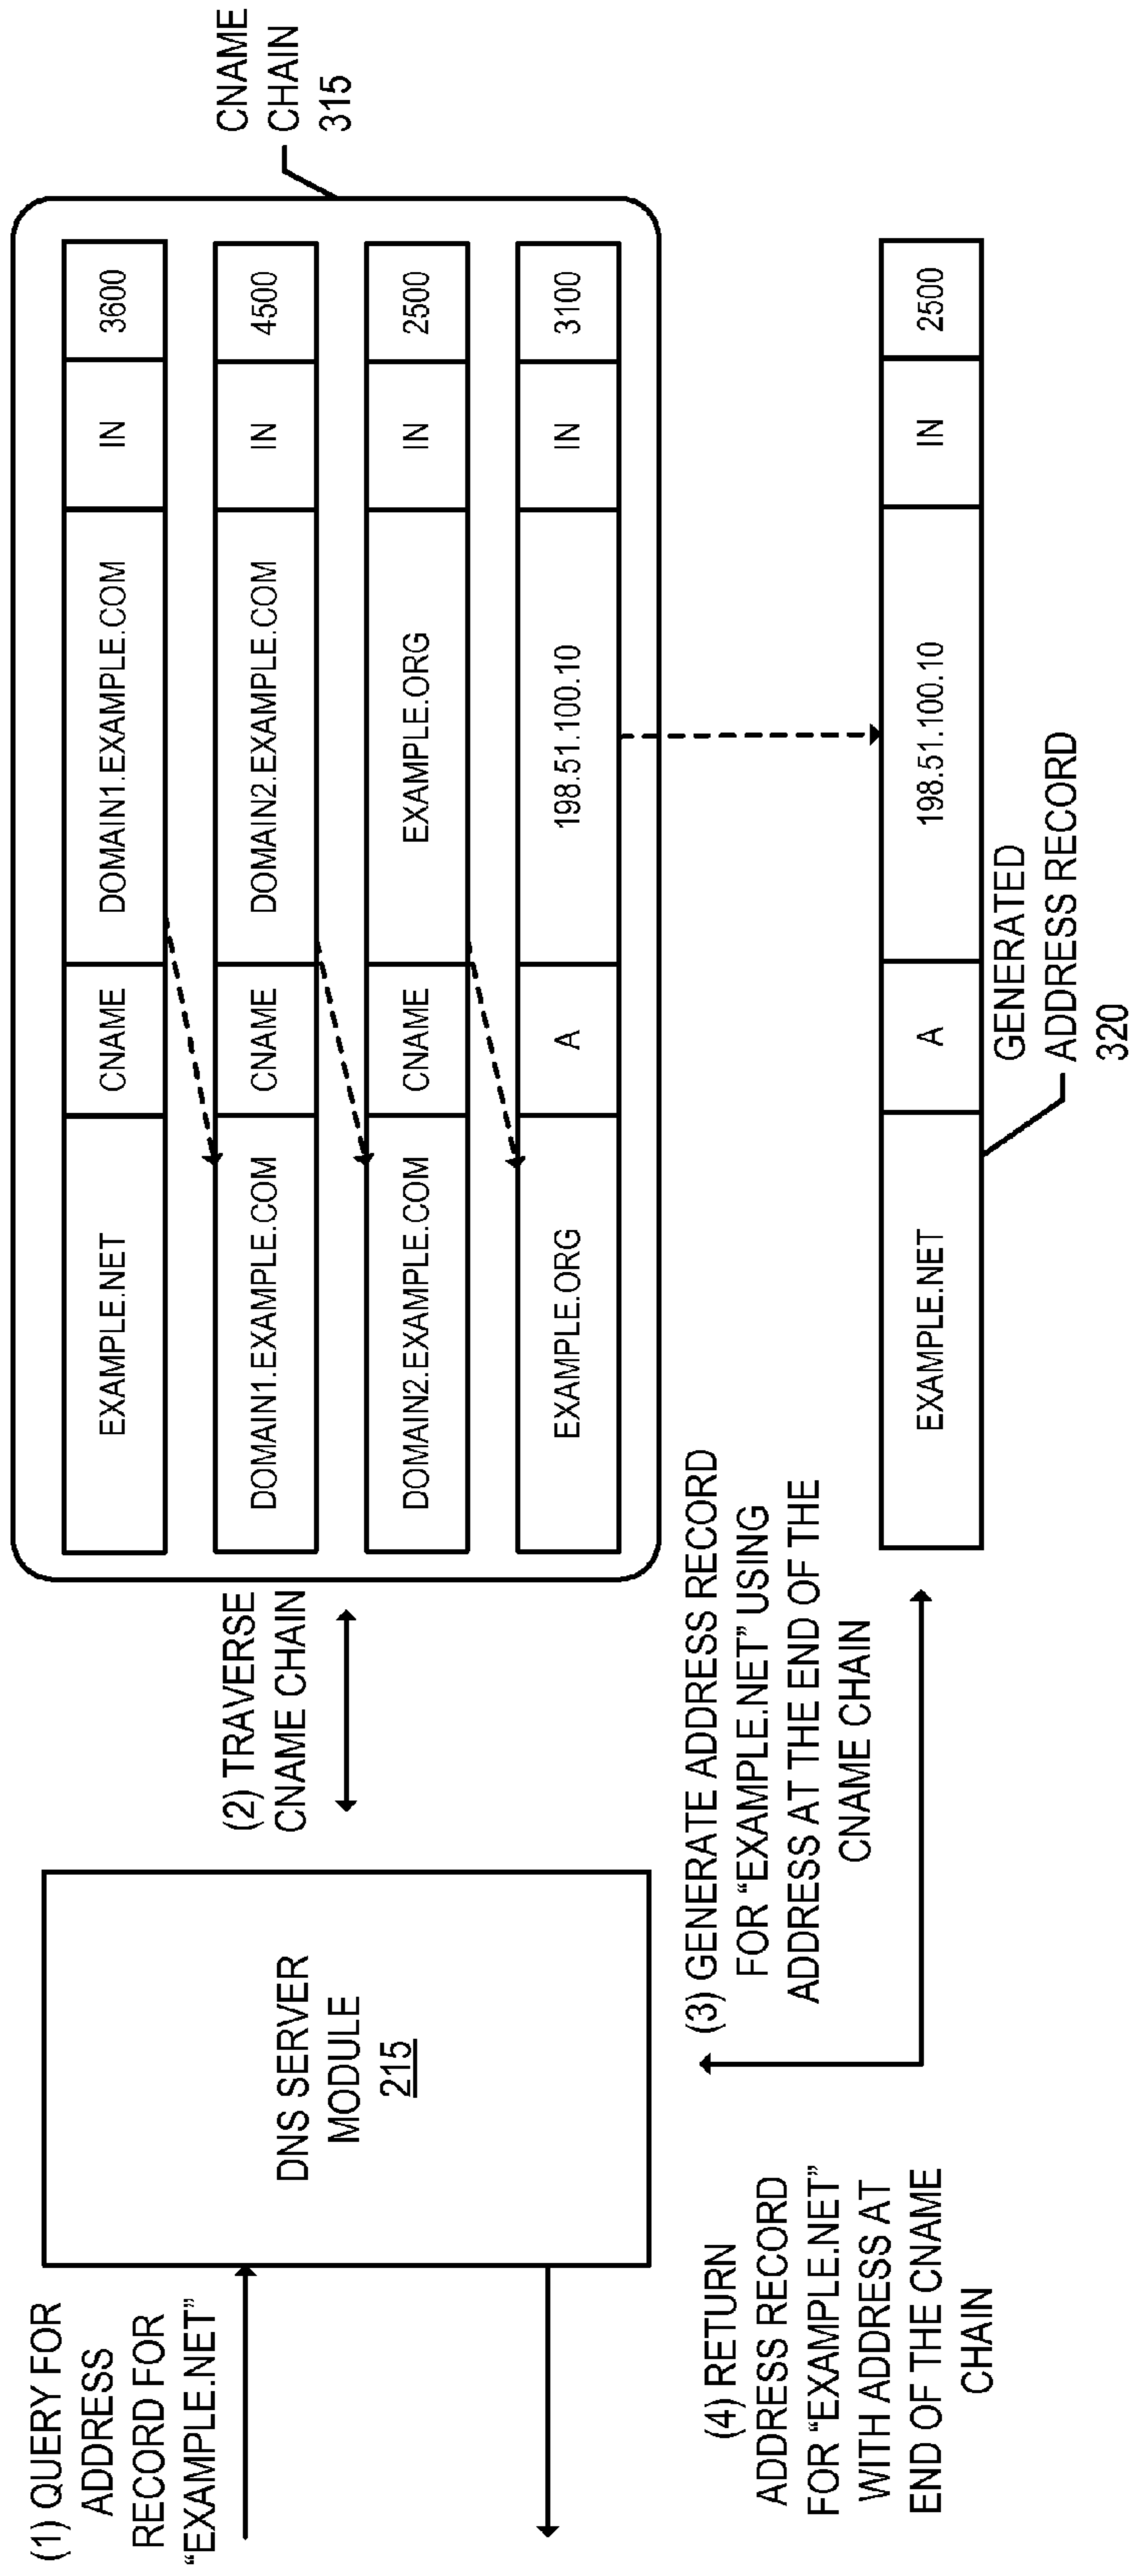 (1) QUERY FOR
ADDRESS
RECORD FOR
“EXAMPLE.NET”
DNS SERVER
MODULE
215
(2) TRAVERSE
CNAME CHAIN
EXAMPLE.NET CNAME DOMAIN1.EXAMPLE.COM IN 3600
DOMAIN1.EXAMPLE.COM CNAME DOMAIN2.EXAMPLE.COM IN 4500
DOMAIN2.EXAMPLE.COM CNAME EXAMPLE.ORG IN 2500
EXAMPLE.ORG A 198.51.100.10 IN 3100
CNAME
CHAIN
315
(3) GENERATE ADDRESS RECORD
FOR “EXAMPLE.NET” USING
ADDRESS AT THE END OF THE
CNAME CHAIN
(4) RETURN
ADDRESS RECORD
FOR “EXAMPLE.NET”
WITH ADDRESS AT
END OF THE CNAME
CHAIN
EXAMPLE.NET A 198.51.100.10 IN 2500
GENERATED
ADDRESS RECORD
320